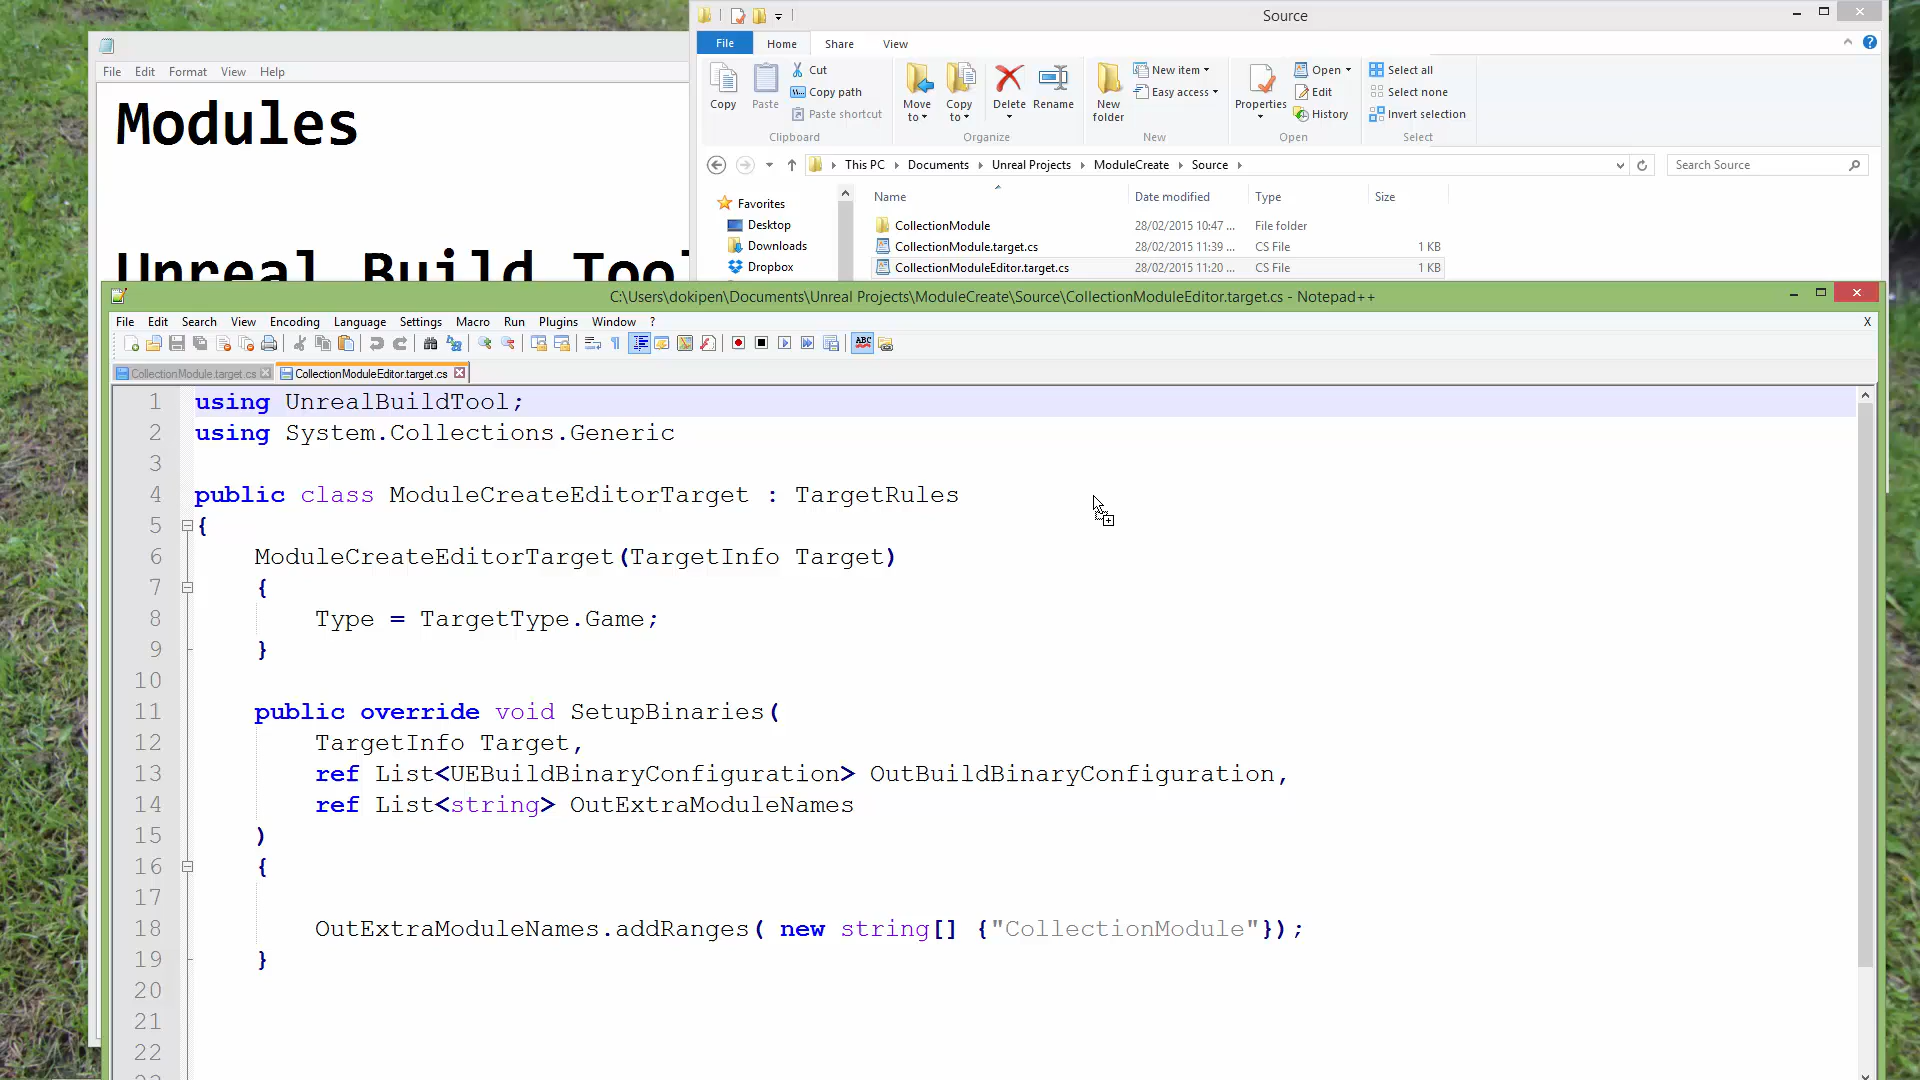 File Edit Format View Help
Modules
Unreal Build Tool
Source
File Home Share View
Copy
Paste
Cut
Copy path
Paste shortcut
Clipboard
Move to
Copy to
Delete
Rename
Organize
New folder
New item
Easy access
New
Properties
Open
Edit
History
Open
Select all
Select none
Invert selection
Select
This PC Documents Unreal Projects ModuleCreate Source
Search Source
Name Date modified Type Size
Favorites
Desktop
Downloads
Dropbox
CollectionModule 28/02/2015 10:47 ... File folder
CollectionModule.target.cs 28/02/2015 11:39 ... CS File 1 KB
CollectionModuleEditor.target.cs 28/02/2015 11:20 ... CS File 1 KB
C:\Users\dokipen\Documents\Unreal Projects\ModuleCreate\Source\CollectionModuleEditor.target.cs - Notepad++
File Edit Search View Encoding Language Settings Macro Run Plugins Window ? X
ABC
CollectionModule.target.cs CollectionModuleEditor.target.cs
1 using UnrealBuildTool;
2 using System.Collections.Generic
3
4 public class ModuleCreateEditorTarget : TargetRules
5 {
6 ModuleCreateEditorTarget(TargetInfo Target)
7 {
8 Type = TargetType.Game;
9 }
10
11 public override void SetupBinaries(
12 TargetInfo Target,
13 ref List<UEBuildBinaryConfiguration> OutBuildBinaryConfiguration,
14 ref List<string> OutExtraModuleNames
15 )
16 {
17
18 OutExtraModuleNames.addRanges( new string[] {"CollectionModule"});
19 }
20
21
22